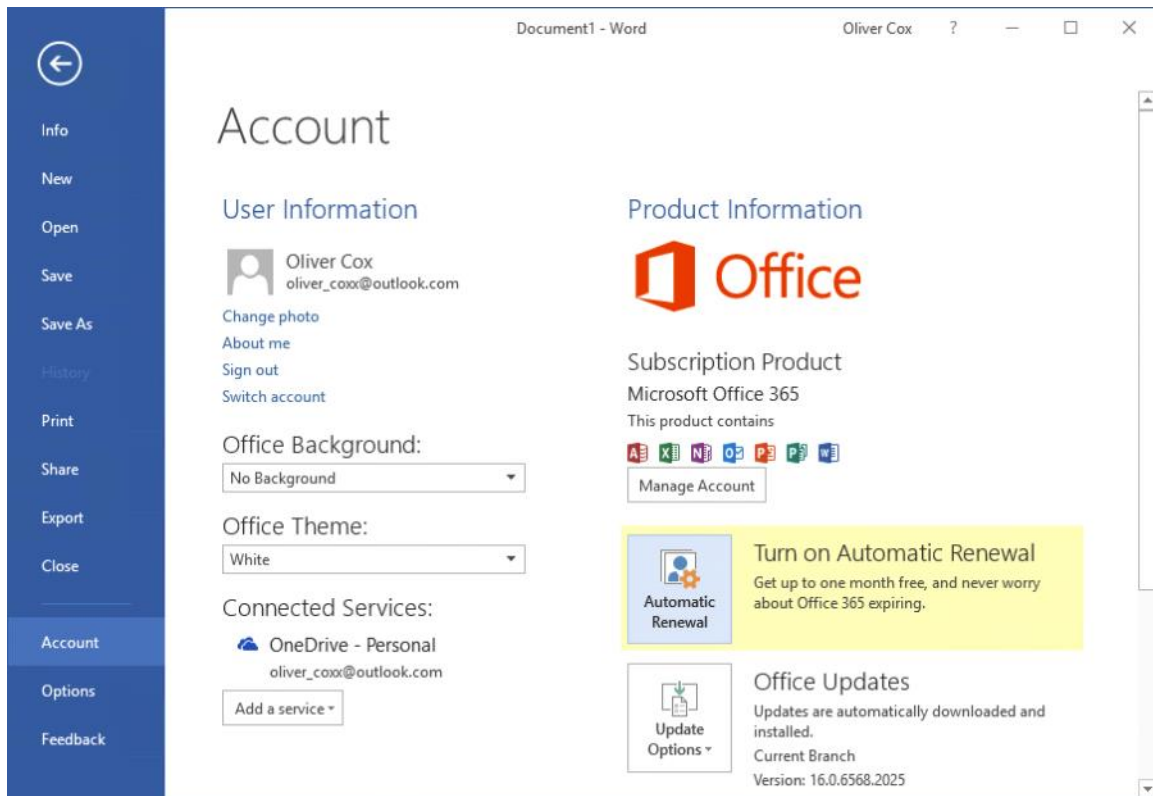 Document1 - Word
Oliver Cox
?
Info
New
Open
Save
Save As
History
Print
Share
Export
Close
Account
Options
Feedback
Account
User Information
Oliver Cox
oliver_coxx@outlook.com
Change photo
About me
Sign out
Switch account
Office Background:
No Background
Office Theme:
White
Connected Services:
OneDrive - Personal
oliver_coxx@outlook.com
Add a service
Product Information
Office
Subscription Product
Microsoft Office 365
This product contains
Manage Account
Automatic
Renewal
Turn on Automatic Renewal
Get up to one month free, and never worry
about Office 365 expiring.
Update
Options
Office Updates
Updates are automatically downloaded and
installed.
Current Branch
Version: 16.0.6568.2025